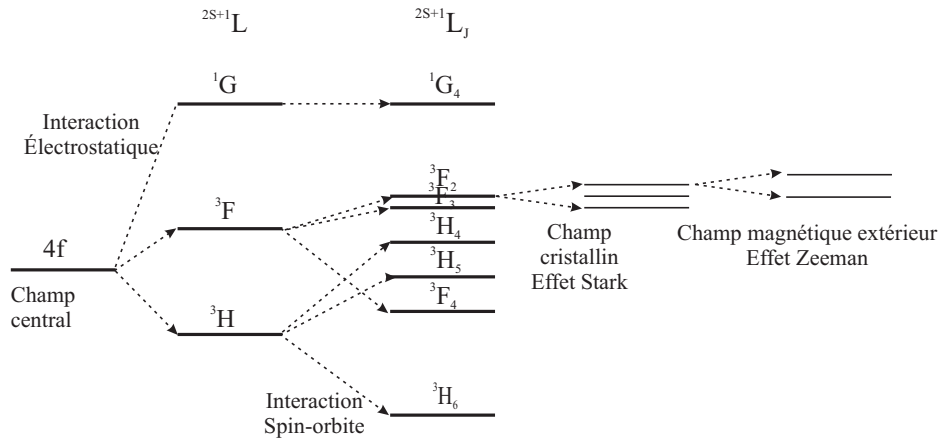 2S+1L
2S+1LJ
1G
1G4
Interaction
Électrostatique
3F
3F2
3F3
4f
3H4
3H5
3F4
Champ
central
3H
3H6
Interaction
Spin-orbite
Champ
cristallin
Effet Stark
Champ magnétique extérieur
Effet Zeeman